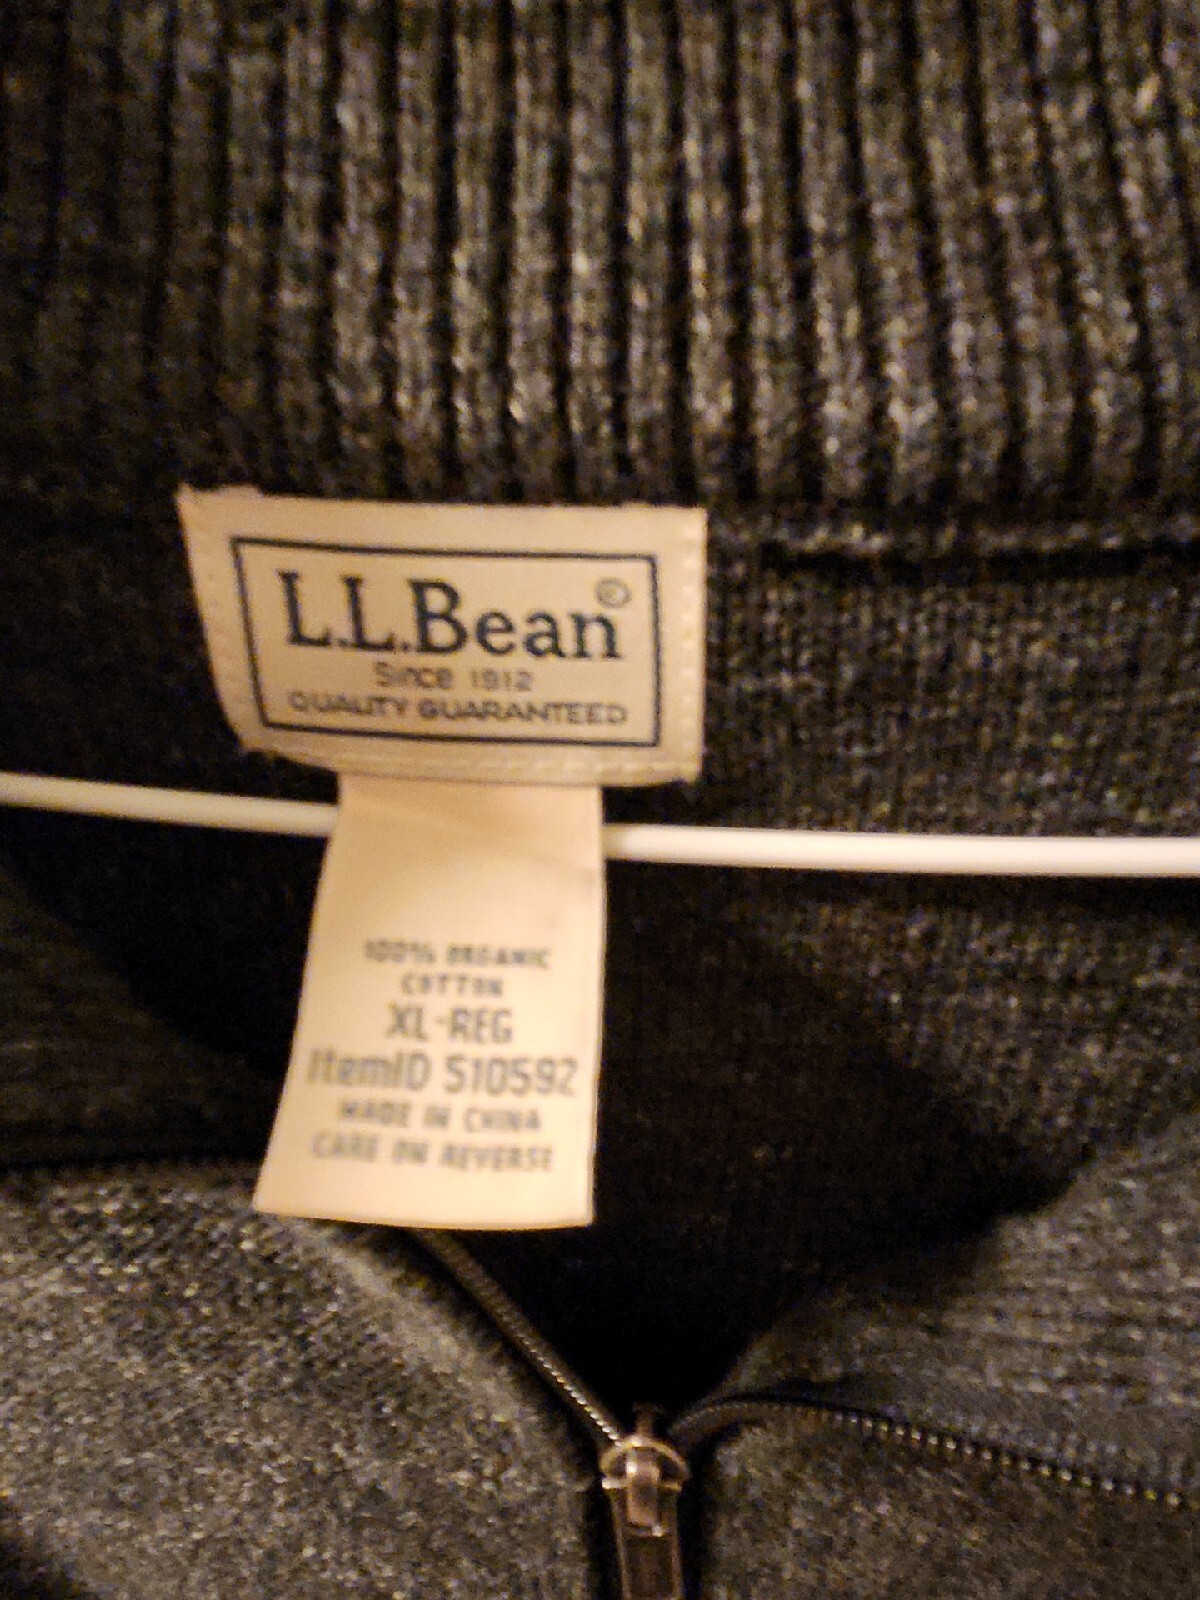 L.L.Bean®
Since 1912
QUALITY GUARANTEED
100% ORGANIC
COTTON
XL-REG
ItemID 510592
MADE IN CHINA
CARE ON REVERSE